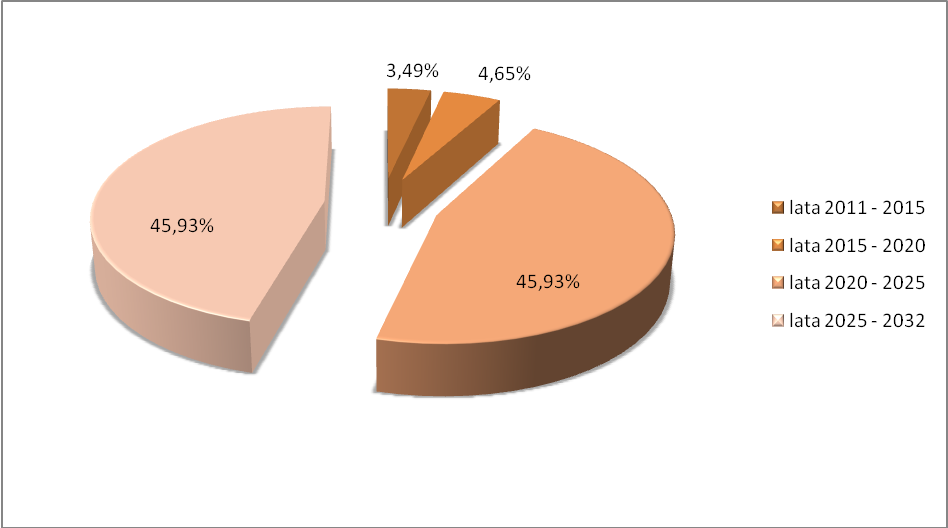 3,49%
4,65%
45,93%
45,93%
lata 2011 - 2015
lata 2015 - 2020
lata 2020 - 2025
lata 2025 - 2032